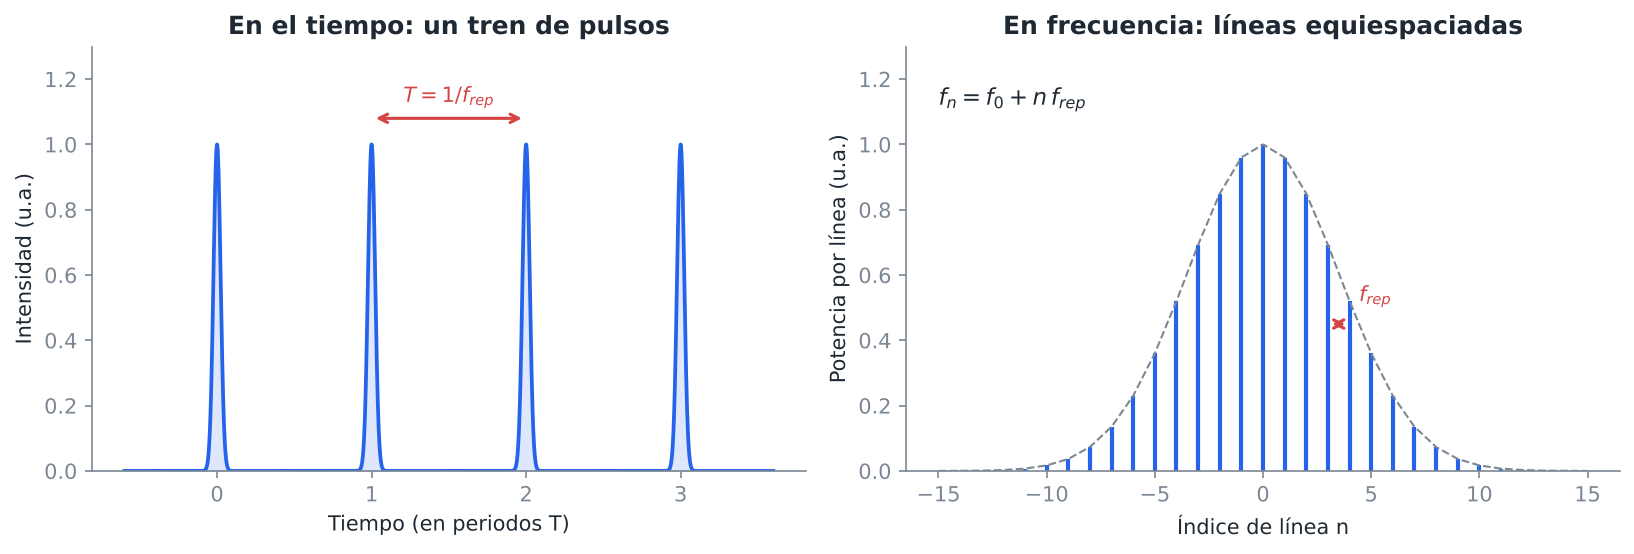 En el tiempo: un tren de pulsos
1.2
1.0
0.8
0.6
0.4
0.2
0.0
Intensidad (u.a.)
T = 1/f_rep
0 1 2 3
Tiempo (en periodos T)
En frecuencia: líneas equiespaciadas
1.2
1.0
0.8
0.6
0.4
0.2
0.0
Potencia por línea (u.a.)
f_n = f_0 + n f_rep
f_rep
−15 −10 −5 0 5 10 15
Índice de línea n